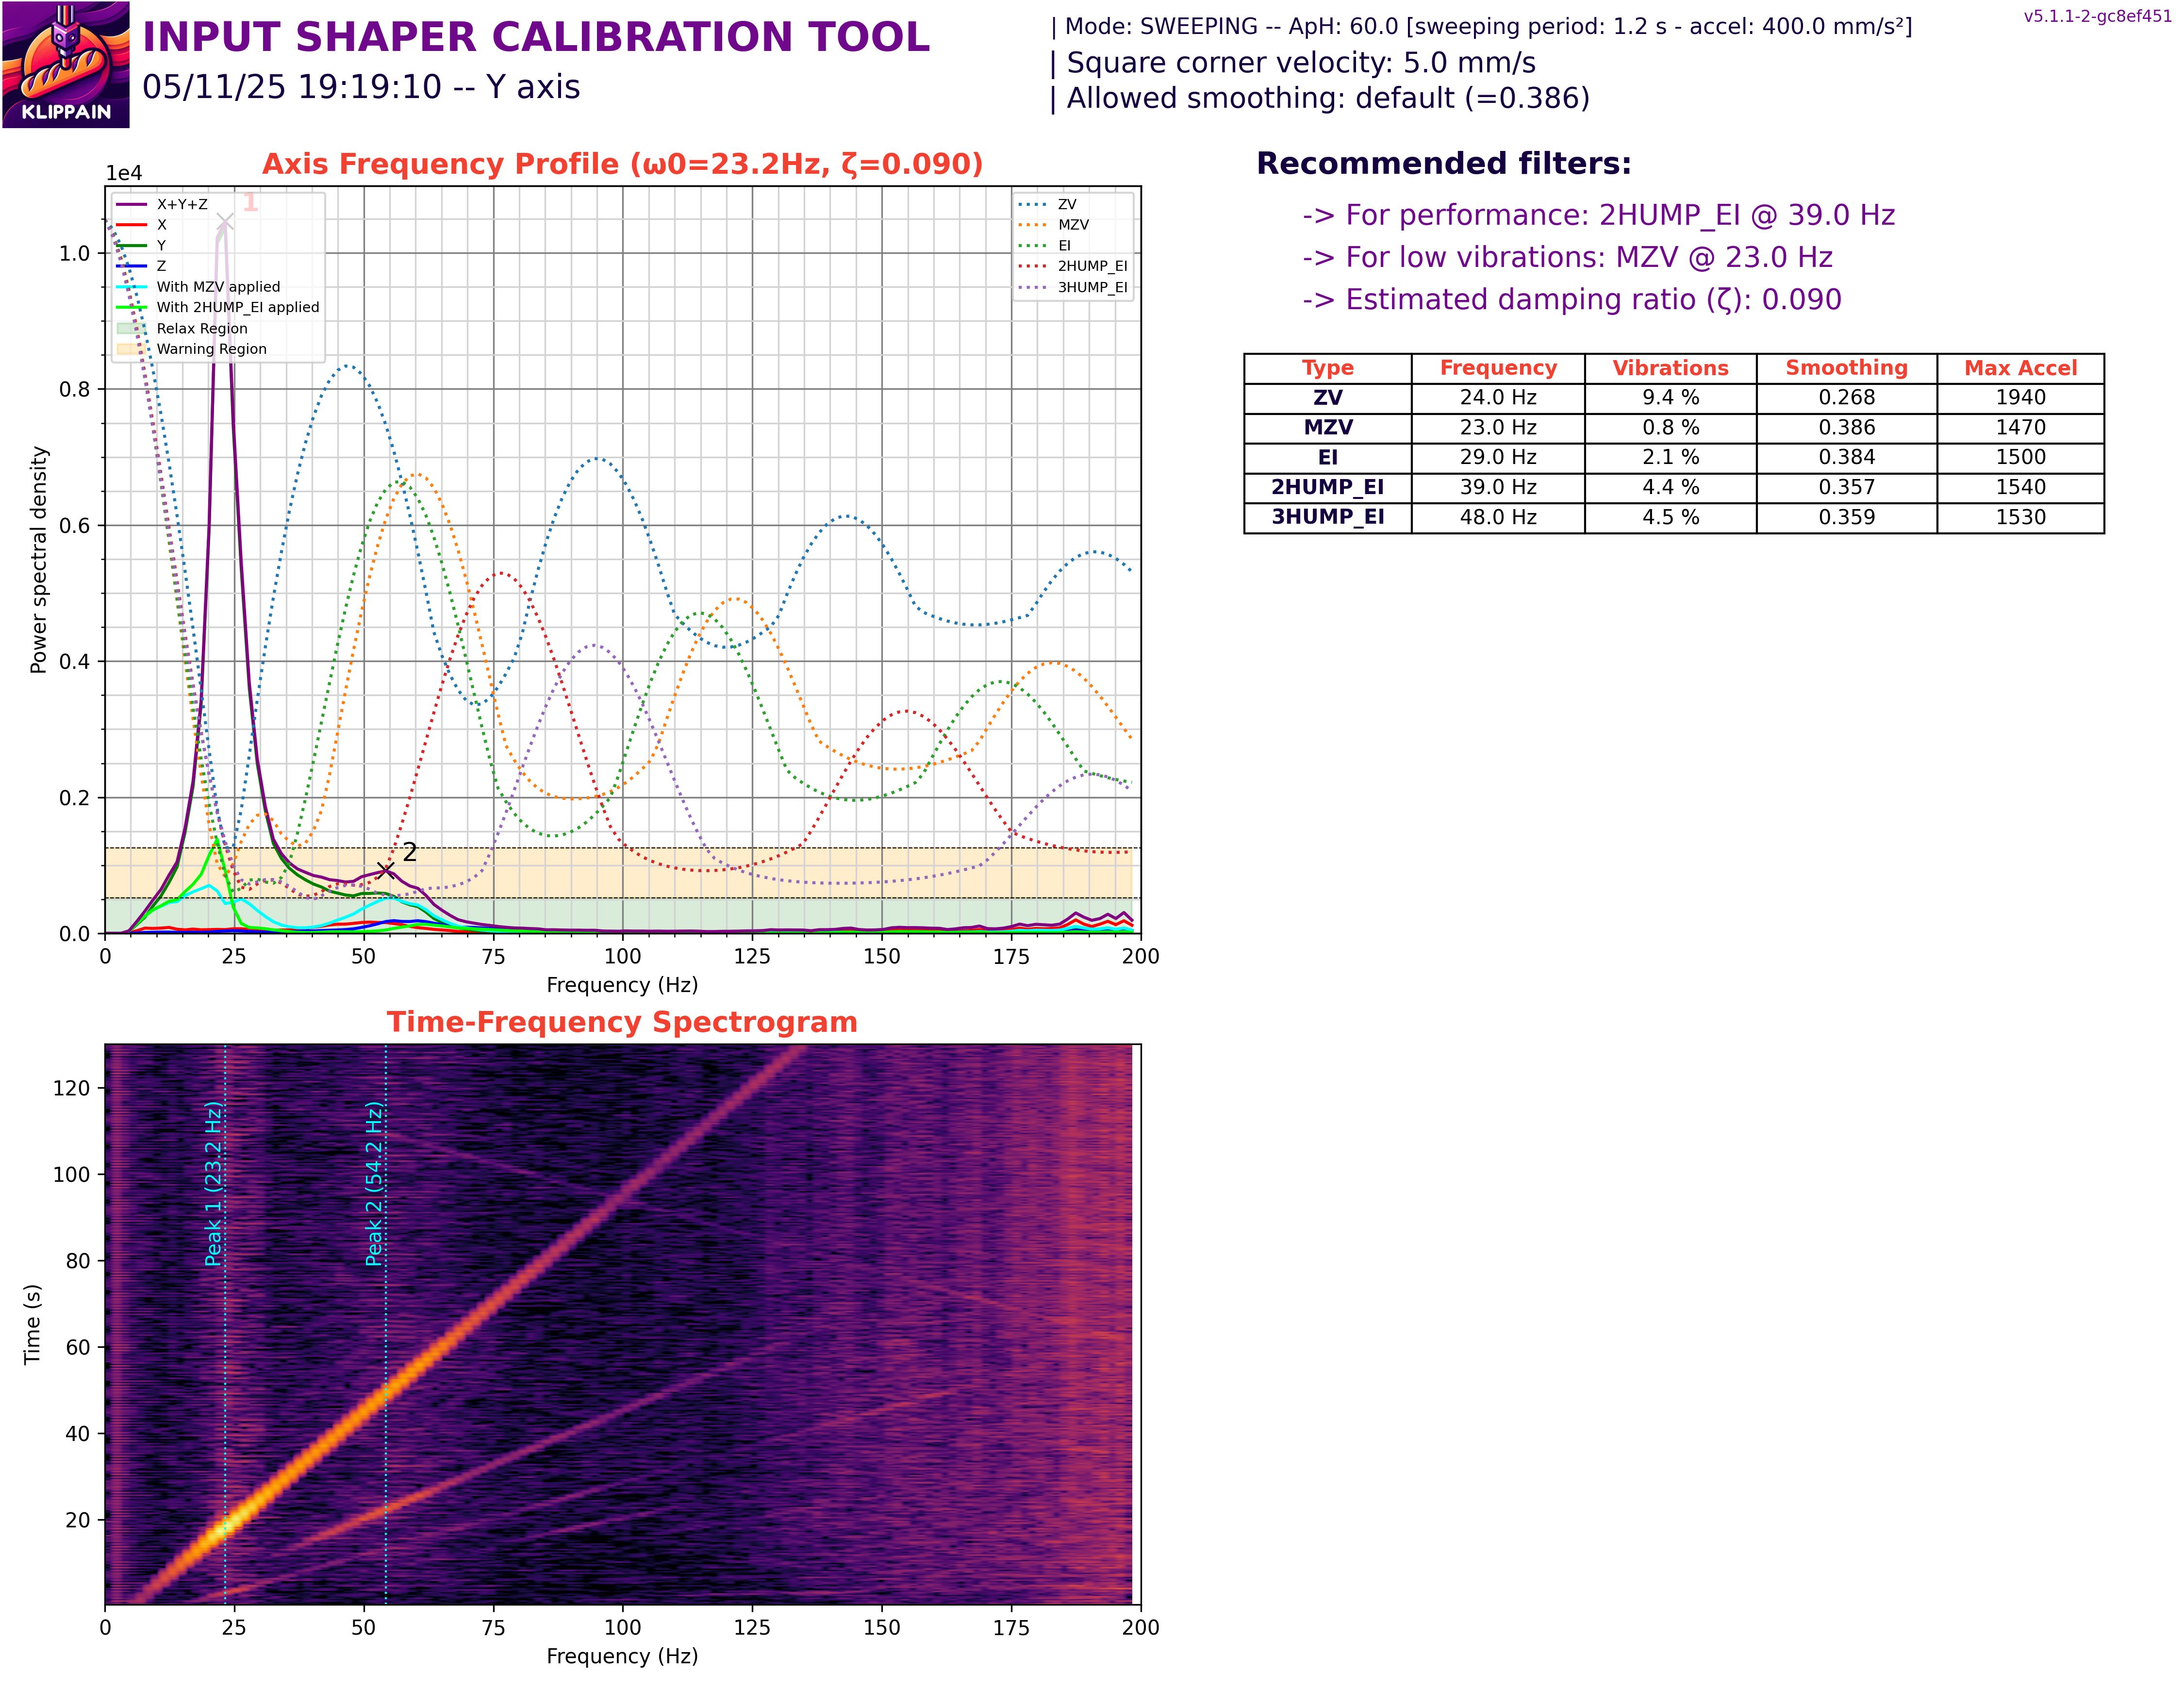 KLIPPAIN
INPUT SHAPER CALIBRATION TOOL
05/11/25 19:19:10 -- Y axis
| Mode: SWEEPING -- ApH: 60.0 [sweeping period: 1.2 s - accel: 400.0 mm/s²]
| Square corner velocity: 5.0 mm/s
| Allowed smoothing: default (=0.386)
v5.1.1-2-gc8ef451
Axis Frequency Profile (ω0=23.2Hz, ζ=0.090)
1e4
1.0
0.8
0.6
0.4
0.2
0.0
Power spectral density
X+Y+Z
X
Y
Z
With MZV applied
With 2HUMP_EI applied
Relax Region
Warning Region
1
2
ZV
MZV
EI
2HUMP_EI
3HUMP_EI
0 25 50 75 100 125 150 175 200
Frequency (Hz)
Recommended filters:
-> For performance: 2HUMP_EI @ 39.0 Hz
-> For low vibrations: MZV @ 23.0 Hz
-> Estimated damping ratio (ζ): 0.090
Type Frequency Vibrations Smoothing Max Accel
ZV 24.0 Hz 9.4 % 0.268 1940
MZV 23.0 Hz 0.8 % 0.386 1470
EI 29.0 Hz 2.1 % 0.384 1500
2HUMP_EI 39.0 Hz 4.4 % 0.357 1540
3HUMP_EI 48.0 Hz 4.5 % 0.359 1530
Time-Frequency Spectrogram
120
100
80
60
40
20
Time (s)
Peak 1 (23.2 Hz)
Peak 2 (54.2 Hz)
0 25 50 75 100 125 150 175 200
Frequency (Hz)